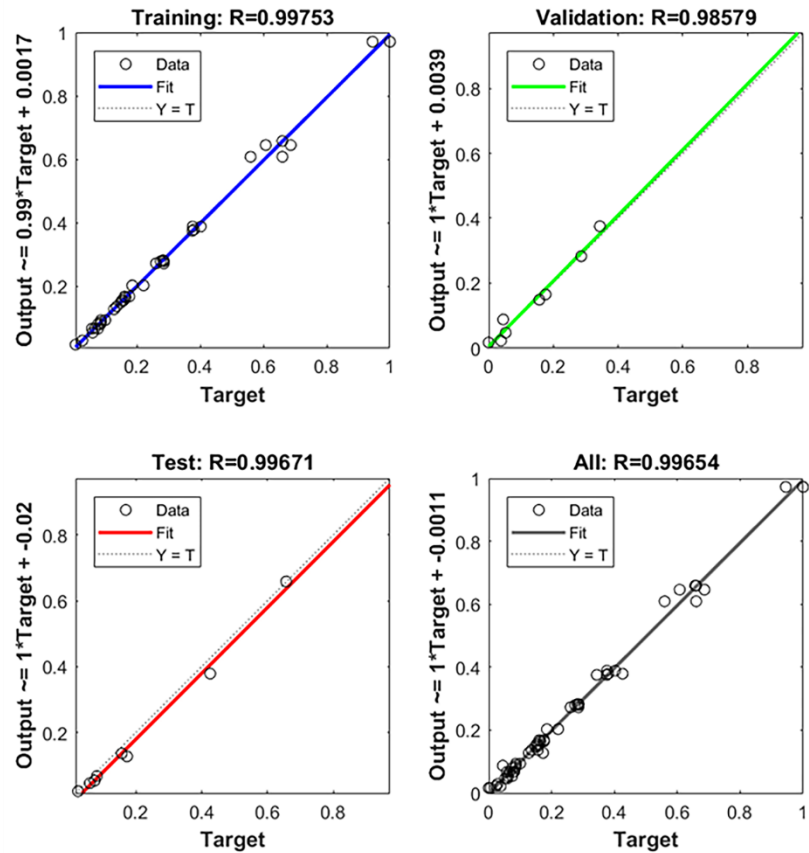 Training: R=0.99753
Output ~= 0.99*Target + 0.0017
1
0.8
0.6
0.4
0.2
Data
Fit
Y = T
0.2
0.4
0.6
0.8
1
Target
Validation: R=0.98579
Output ~= 1*Target + 0.0039
0.8
0.6
0.4
0.2
0
Data
Fit
Y = T
0
0.2
0.4
0.6
0.8
Target
Test: R=0.99671
Output ~= 1*Target + -0.02
0.8
0.6
0.4
0.2
Data
Fit
Y = T
0.2
0.4
0.6
0.8
Target
All: R=0.99654
Output ~= 1*Target + -0.0011
1
0.8
0.6
0.4
0.2
0
Data
Fit
Y = T
0
0.2
0.4
0.6
0.8
1
Target